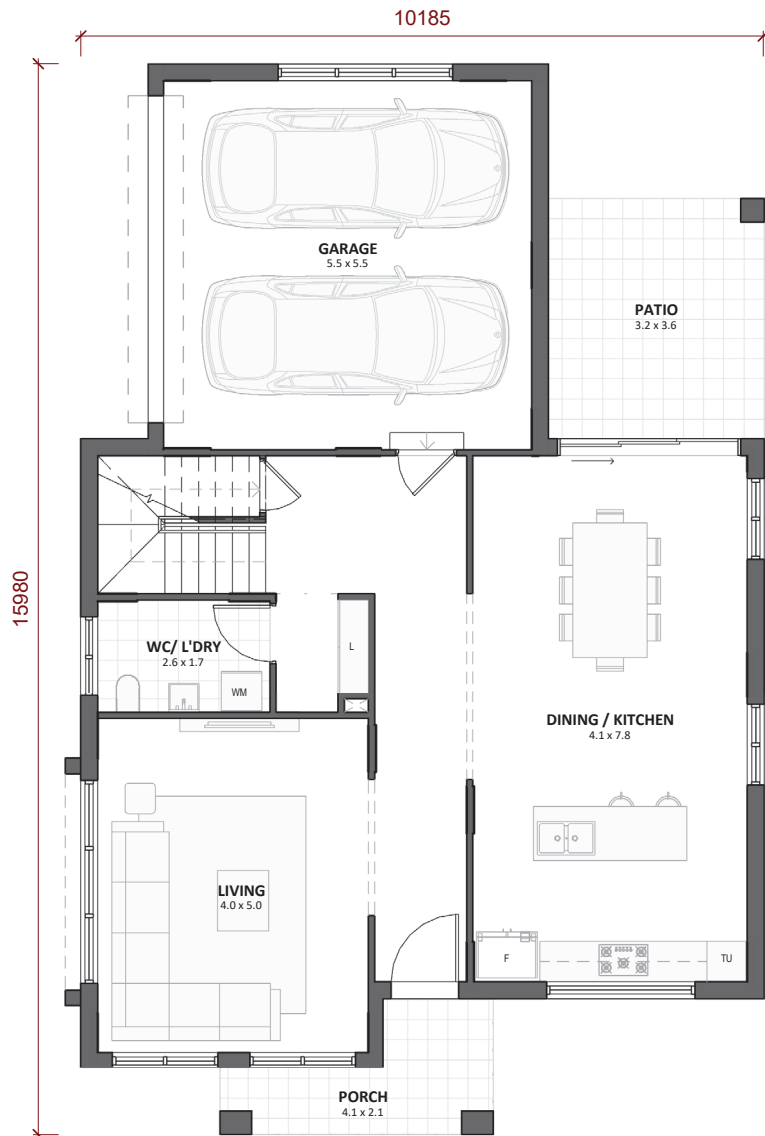 10185
15980
GARAGE
5.5 x 5.5
PATIO
3.2 x 3.6
WC/ L'DRY
2.6 x 1.7
L
WM
DINING / KITCHEN
4.1 x 7.8
LIVING
4.0 x 5.0
F
TU
PORCH
4.1 x 2.1